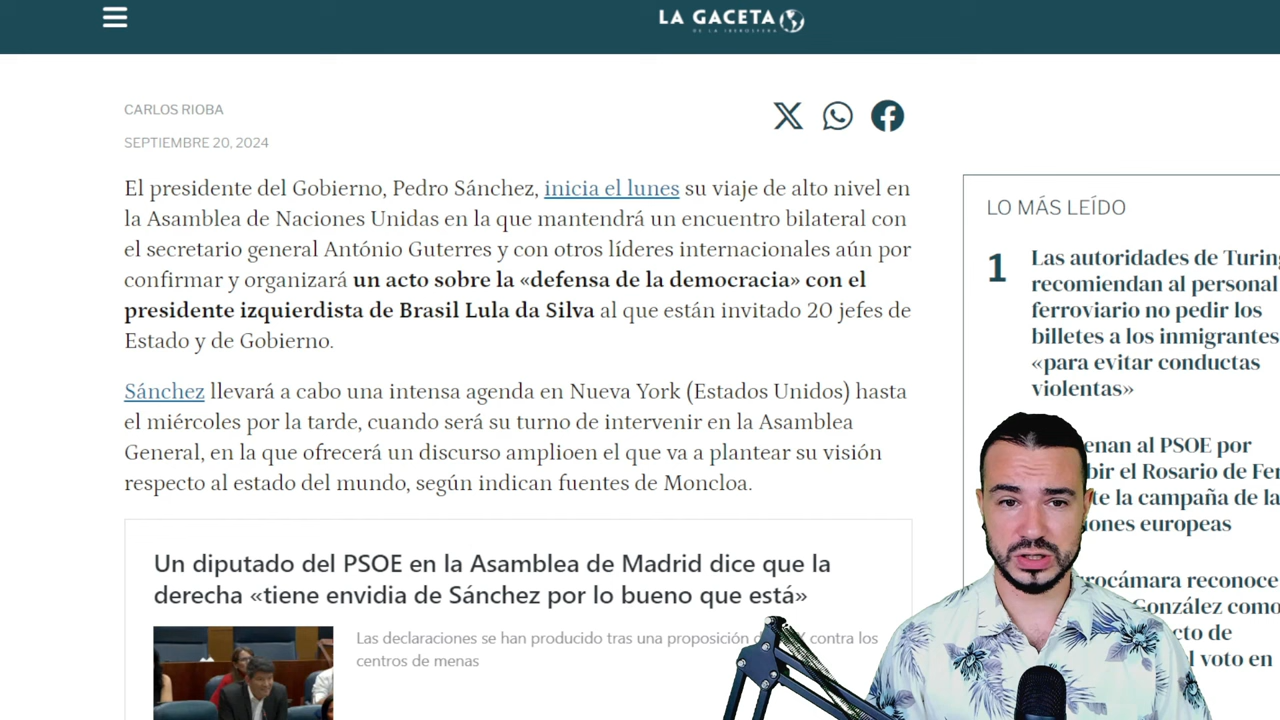 LA GACETA
DE LA IBEROSFERA
CARLOS RIOBA
SEPTIEMBRE 20, 2024
El presidente del Gobierno, Pedro Sánchez, inicia el lunes su viaje de alto nivel en
la Asamblea de Naciones Unidas en la que mantendrá un encuentro bilateral con
el secretario general António Guterres y con otros líderes internacionales aún por
confirmar y organizará un acto sobre la «defensa de la democracia» con el
presidente izquierdista de Brasil Lula da Silva al que están invitado 20 jefes de
Estado y de Gobierno.
Sánchez llevará a cabo una intensa agenda en Nueva York (Estados Unidos) hasta
el miércoles por la tarde, cuando será su turno de intervenir en la Asamblea
General, en la que ofrecerá un discurso amplioen el que va a plantear su visión
respecto al estado del mundo, según indican fuentes de Moncloa.
Un diputado del PSOE en la Asamblea de Madrid dice que la
derecha «tiene envidia de Sánchez por lo bueno que está»
Las declaraciones se han producido tras una proposición contra los
centros de menas
LO MÁS LEÍDO
1
Las autoridades de
recomiendan al personal
ferroviario no pedir los
billetes a los inmigrantes
«para evitar conductas
violentas»
al PSOE por
el Rosario de
la campaña de la
europeas
reconoce
González como
de
l voto en